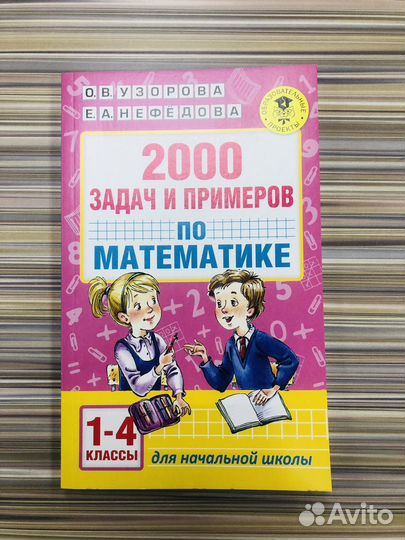 О.В.УЗОРОВА
Е.А.НЕФЁДОВА
ОБРАЗОВАТЕЛЬНЫЕ
ПРОЕКТЫ
2000
ЗАДАЧ И ПРИМЕРОВ
ПО
МАТЕМАТИКЕ
1-4
КЛАССЫ
для начальной школы
Avito